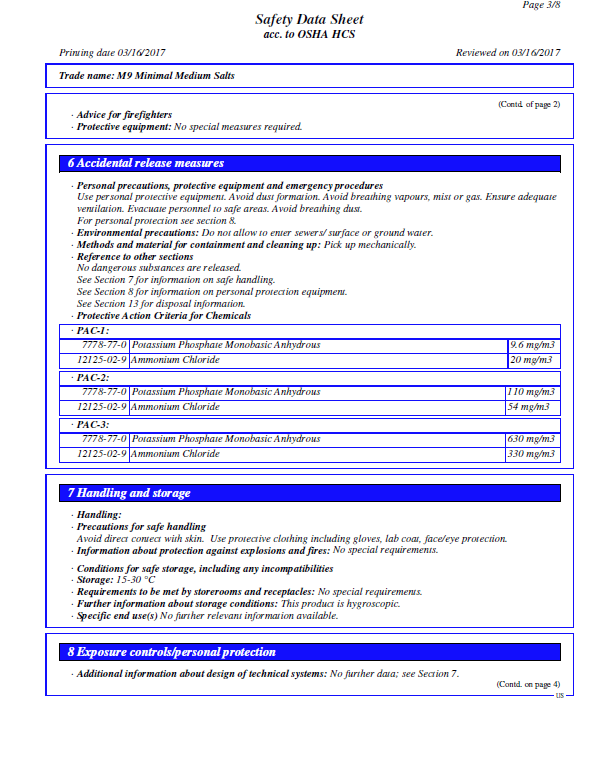 Page 3/8
Safety Data Sheet
acc. to OSHA HCS
Printing date 03/16/2017 Reviewed on 03/16/2017
Trade name: M9 Minimal Medium Salts
(Contd. of page 2)
· Advice for firefighters
· Protective equipment: No special measures required.
6 Accidental release measures
· Personal precautions, protective equipment and emergency procedures
Use personal protective equipment. Avoid dust formation. Avoid breathing vapours, mist or gas. Ensure adequate
ventilation. Evacuate personnel to safe areas. Avoid breathing dust.
For personal protection see section 8.
· Environmental precautions: Do not allow to enter sewers/ surface or ground water.
· Methods and material for containment and cleaning up: Pick up mechanically.
· Reference to other sections
No dangerous substances are released.
See Section 7 for information on safe handling.
See Section 8 for information on personal protection equipment.
See Section 13 for disposal information.
· Protective Action Criteria for Chemicals
· PAC-1:
7778-77-0 Potassium Phosphate Monobasic Anhydrous 9.6 mg/m3
12125-02-9 Ammonium Chloride 20 mg/m3
· PAC-2:
7778-77-0 Potassium Phosphate Monobasic Anhydrous 110 mg/m3
12125-02-9 Ammonium Chloride 54 mg/m3
· PAC-3:
7778-77-0 Potassium Phosphate Monobasic Anhydrous 630 mg/m3
12125-02-9 Ammonium Chloride 330 mg/m3
7 Handling and storage
· Handling:
· Precautions for safe handling
Avoid direct contect with skin. Use protective clothing including gloves, lab coat, face/eye protection.
· Information about protection against explosions and fires: No special requirements.
· Conditions for safe storage, including any incompatibilities
· Storage: 15-30 °C
· Requirements to be met by storerooms and receptacles: No special requirements.
· Further information about storage conditions: This product is hygroscopic.
· Specific end use(s) No further relevant information available.
8 Exposure controls/personal protection
· Additional information about design of technical systems: No further data; see Section 7.
(Contd. on page 4)
US